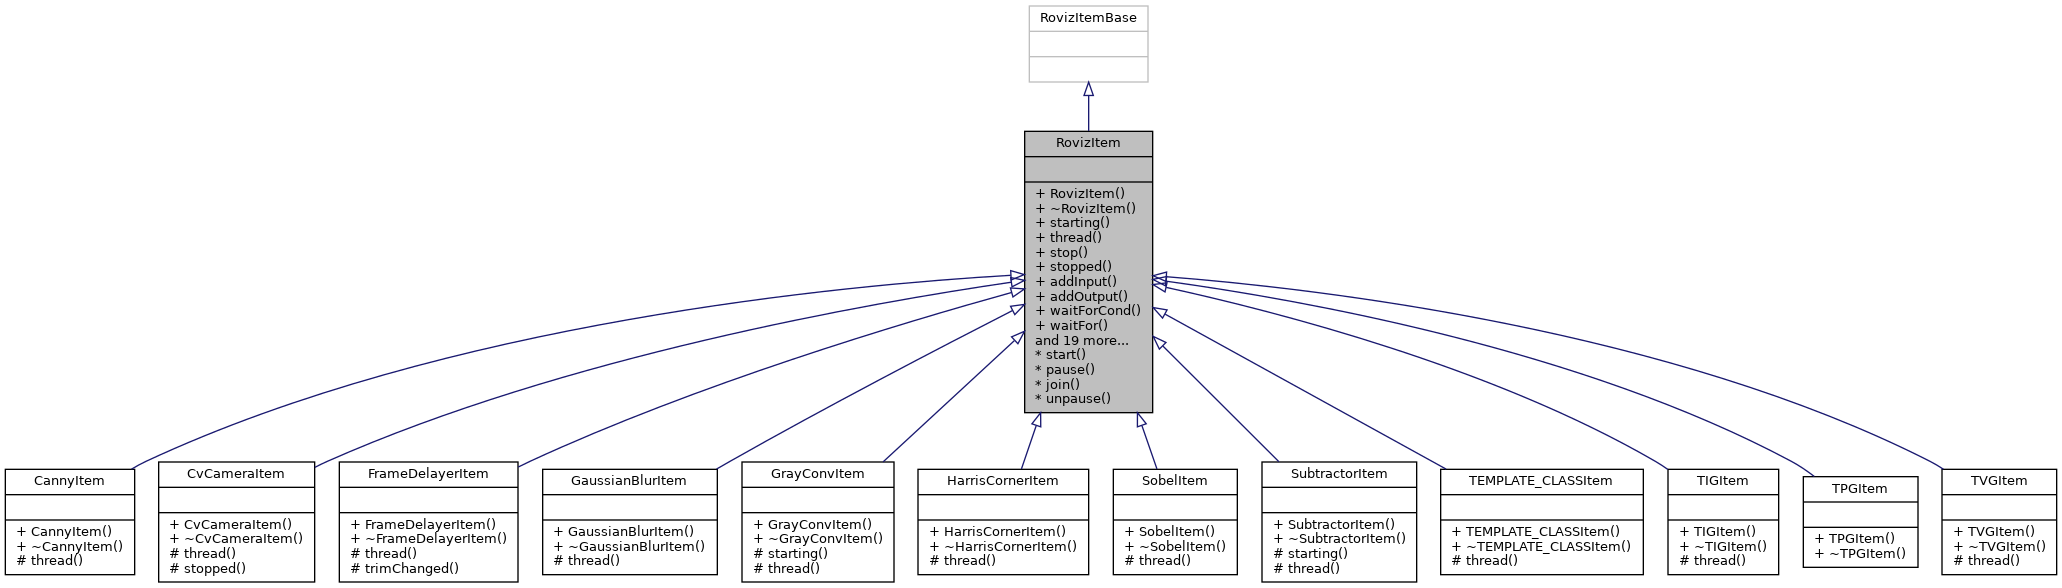 RovizItemBase
RovizItem
+ RovizItem()
+ ~RovizItem()
+ starting()
+ thread()
+ stop()
+ stopped()
+ addInput()
+ addOutput()
+ waitForCond()
+ waitFor()
and 19 more...
* start()
* pause()
* join()
* unpause()
CannyItem
+ CannyItem()
+ ~CannyItem()
# thread()
CvCameraItem
+ CvCameraItem()
+ ~CvCameraItem()
# thread()
# stopped()
FrameDelayerItem
+ FrameDelayerItem()
+ ~FrameDelayerItem()
# thread()
# trimChanged()
GaussianBlurItem
+ GaussianBlurItem()
+ ~GaussianBlurItem()
# thread()
GrayConvItem
+ GrayConvItem()
+ ~GrayConvItem()
# starting()
# thread()
HarrisCornerItem
+ HarrisCornerItem()
+ ~HarrisCornerItem()
# thread()
SobelItem
+ SobelItem()
+ ~SobelItem()
# thread()
SubtractorItem
+ SubtractorItem()
+ ~SubtractorItem()
# starting()
# thread()
TEMPLATE_CLASSItem
+ TEMPLATE_CLASSItem()
+ ~TEMPLATE_CLASSItem()
# thread()
TIGItem
+ TIGItem()
+ ~TIGItem()
# thread()
TPGItem
+ TPGItem()
+ ~TPGItem()
TVGItem
+ TVGItem()
+ ~TVGItem()
# thread()